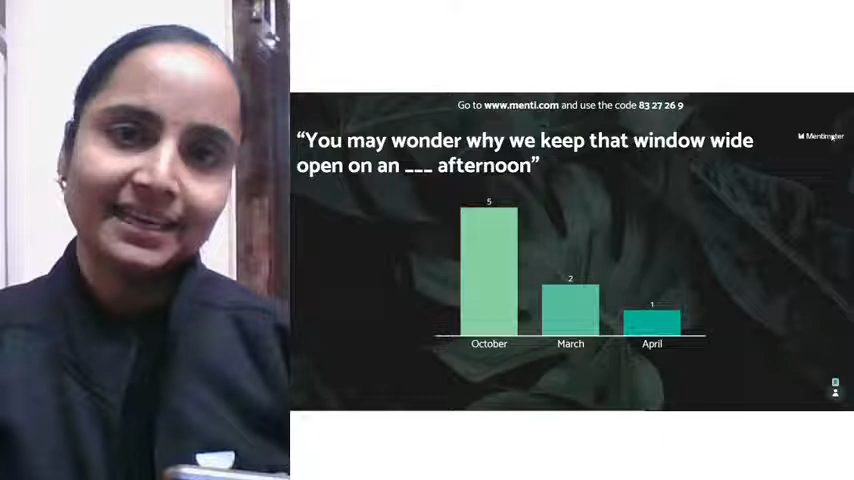 Go to www.menti.com and use the code 83 27 26 9
“You may wonder why we keep that window wide
open on an ___ afternoon”
Mentimeter
5
2
1
October
March
April